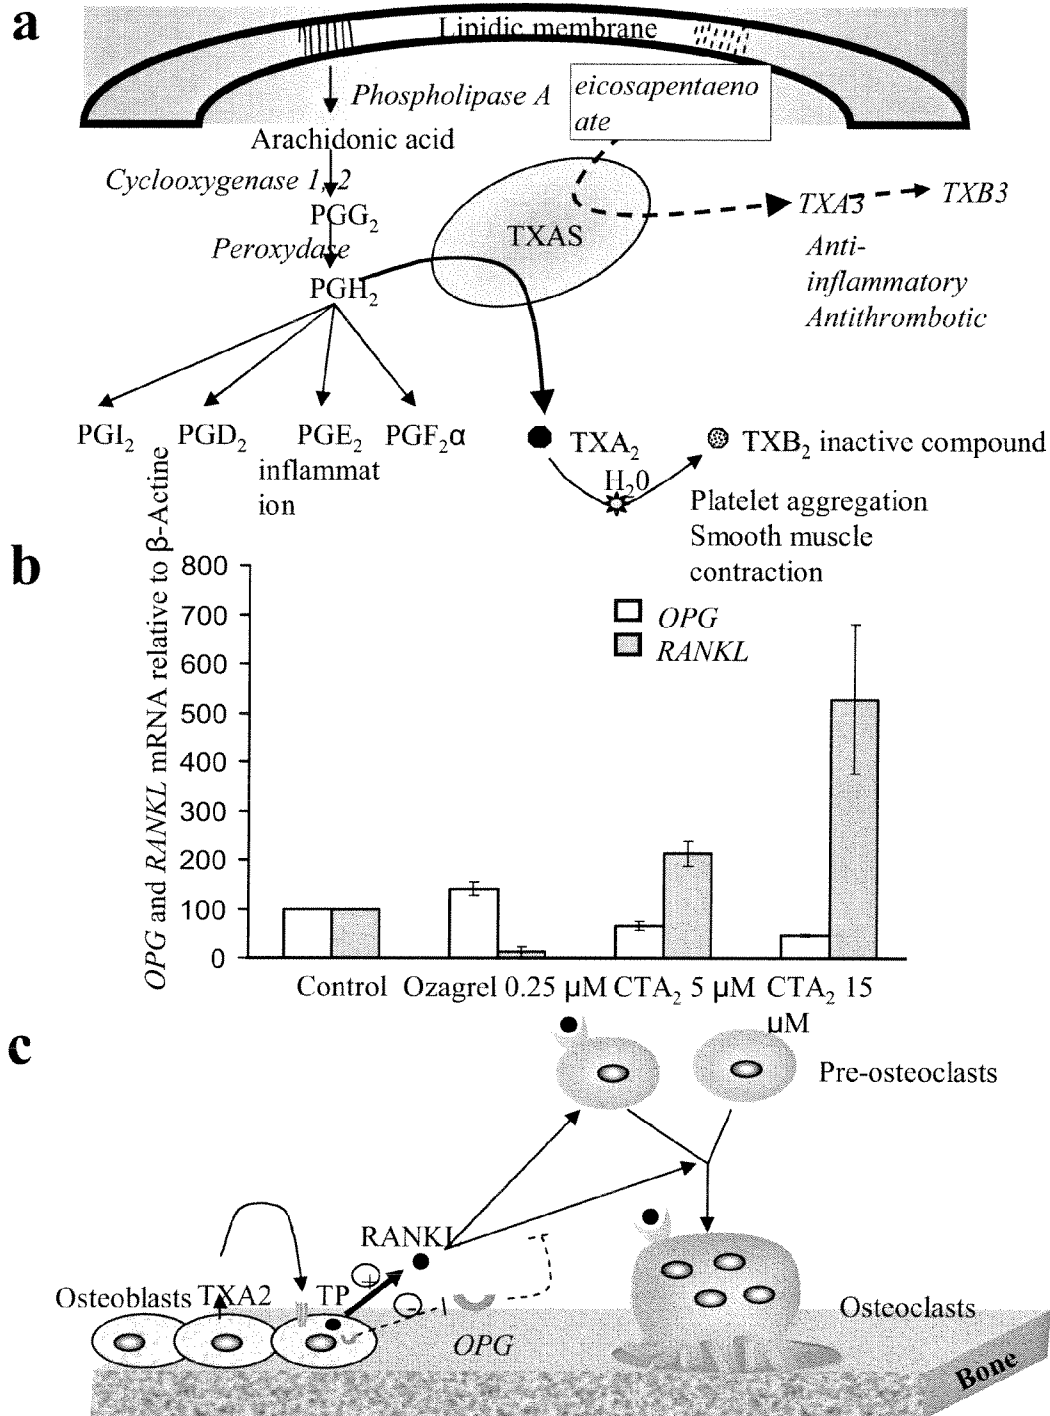 a
Lipidic membrane
Phospholipase A
eicosapentaeno
ate
Arachidonic acid
Cyclooxygenase 1, 2
PGG2
TXAS
TXA3
TXB3
Peroxydase
Anti-
inflammatory
Antithrombotic
PGH2
PGI2
PGD2
PGE2
PGF2α
inflammat
ion
TXA2
TXB2 inactive compound
H20
Platelet aggregation
Smooth muscle
contraction
b
OPG and RANKL mRNA relative to β-Actine
800
700
600
500
400
300
200
100
0
OPG
RANKL
Control
Ozagrel 0.25 µM
CTA2 5 µM
CTA2 15
µM
c
Pre-osteoclasts
RANKL
+
Osteoblasts
TXA2
TP
OPG
Osteoclasts
Bone